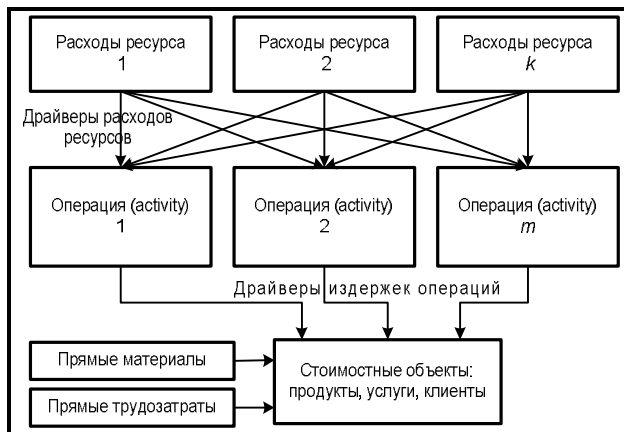 Расходы ресурса
1
Расходы ресурса
2
Расходы ресурса
k
Драйверы расходов
ресурсов
Операция (activity)
1
Операция (activity)
2
Операция (activity)
m
Драйверы издержек операций
Прямые материалы
Стоимостные объекты:
продукты, услуги, клиенты
Прямые трудозатраты